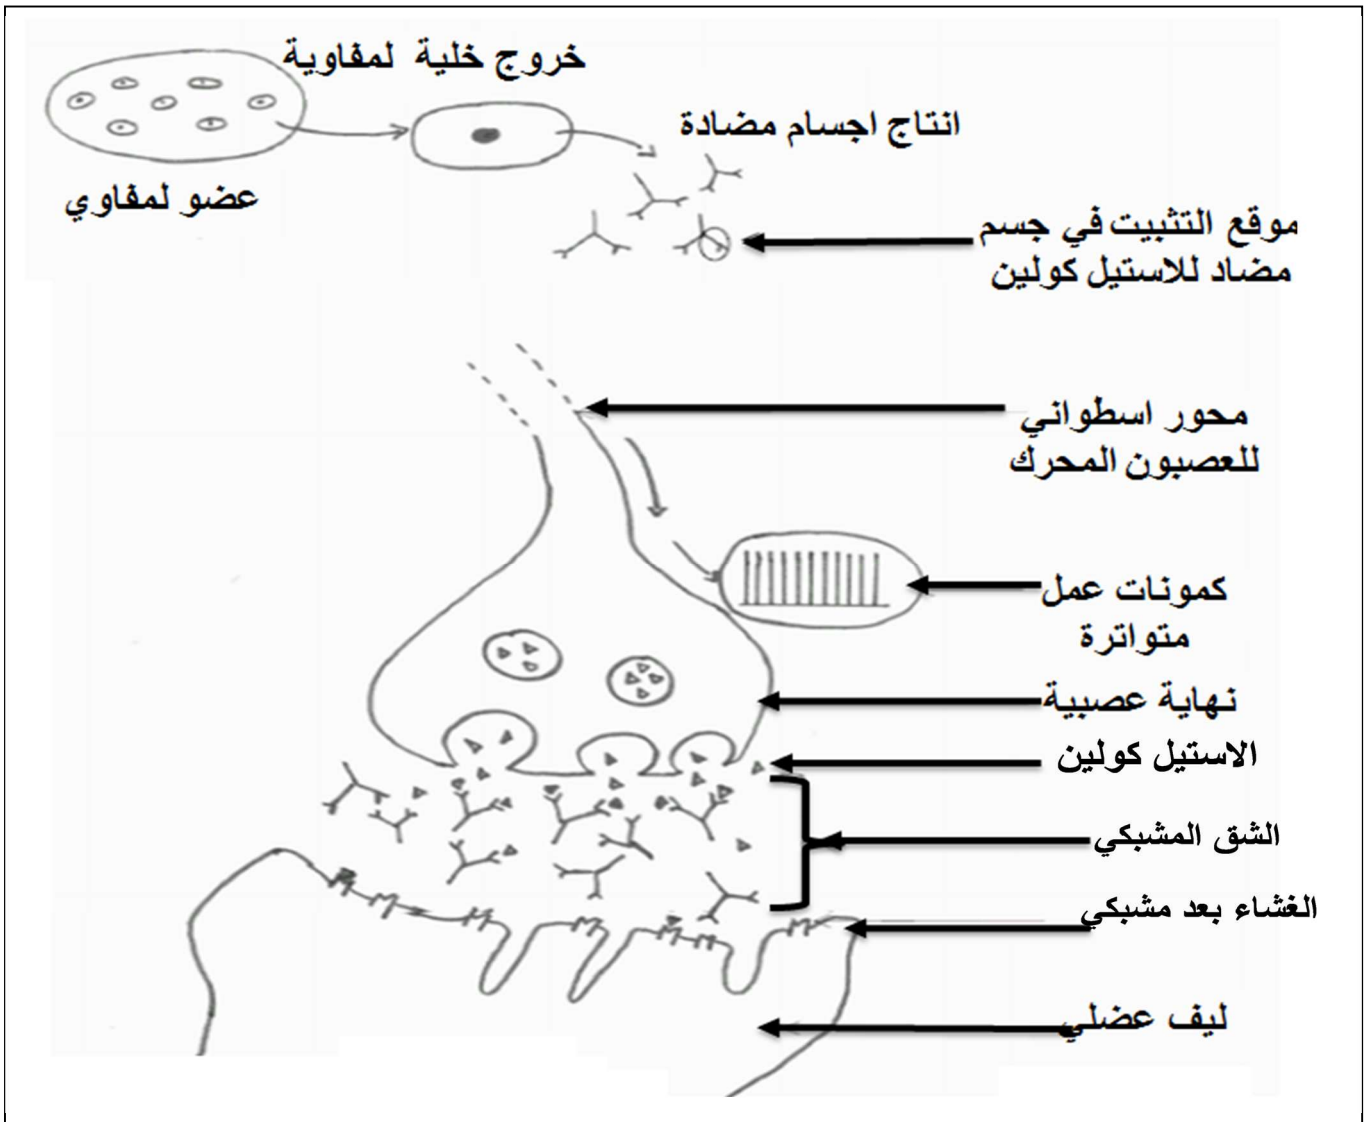 خروج خلية لمفاوية
انتاج اجسام مضادة
عضو لمفاوي
موقع التثبيت في جسم
مضاد للاستيل كولين
محور اسطواني
للعصبون المحرك
كمونات عمل
متواترة
نهاية عصبية
الاستيل كولين
الشق المشبكي
الغشاء بعد مشبكي
ليف عضلي